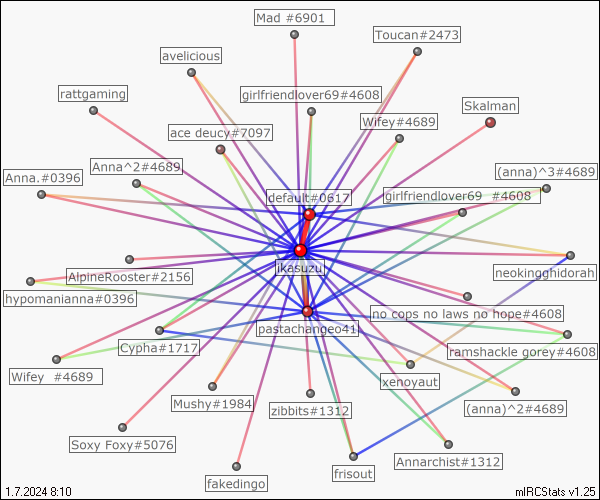 Mad #6901
Toucan#2473
avelicious
rattgaming
girlfriendlover69#4608
Skalman
Wifey#4689
ace deucy#7097
Anna^2#4689
(anna)^3#4689
Anna.#0396
default#0617
girlfriendlover69 #4608
jkasuzu
neokingghidorah
AlpineRooster#2156
hypomanianna#0396
no cops no laws no hope#4608
pastachangeo41
Cypha#1717
ramshackle gorey#4608
Wifey #4689
xenoyaut
Mushy#1984
zibbits#1312
(anna)^2#4689
Soxy Foxy#5076
Annarchist#1312
frisout
fakedingo
1.7.2024 8:10
mIRCStats v1.25